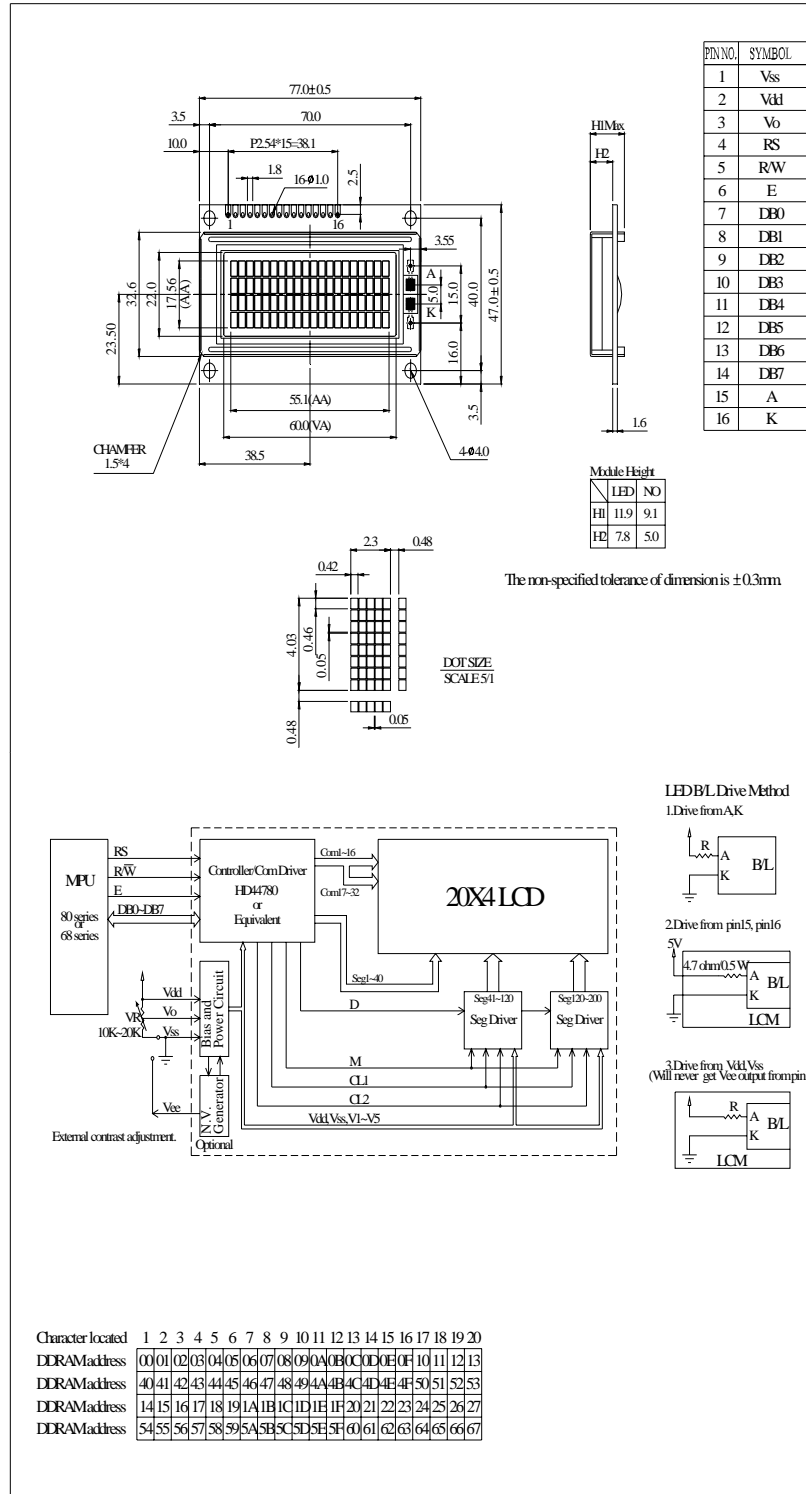 PIN NO. SYMBOL
1 Vss
2 Vdd
3 Vo
4 RS
5 R/W
6 E
7 DB0
8 DB1
9 DB2
10 DB3
11 DB4
12 DB5
13 DB6
14 DB7
15 A
16 K
77.0±0.5
3.5 70.0
10.0 P2.54*15=38.1
1.8 2.5
16-ø1.0
1 16
3.55
A
K
32.6
22.0
17.56
(AA)
23.50
5.0
15.0
40.0
47.0±0.5
16.0
3.5
55.1(AA)
60.0(VA)
38.5
4-ø4.0
CHAMFER
1.5*4
H1Max
H2
1.6
Module Height
LED NO
H1 11.9 9.1
H2 7.8 5.0
The non-specified tolerance of dimension is ±0.3mm.
2.3 0.48
0.42
4.03
0.46
0.05
0.48
0.05
DOT SIZE
SCALE 5/1
MPU
80 series
or
68 series
RS
R/W̅
E
DB0~DB7
Controller/Com Driver
HD44780
or
Equivalent
Com1~16
Com17~32
20X4 LCD
Seg1~40
D
Seg41~120
Seg Driver
Seg120~200
Seg Driver
M
CL1
CL2
Vdd,Vss,V1~V5
Vdd
Vo
Vss
VR
10K~20K
Bias and
Power Circuit
Vee
N.V.
Generator
Optional
External contrast adjustment.
LED B/L Drive Method
1.Drive from A,K
R
A
K
B/L
2.Drive from pin15, pin16
5V
4.7 ohm/0.5 W
A
K
B/L
LCM
3.Drive from Vdd,Vss
(Will never get Vee output from pin
R
A
K
B/L
LCM
Character located 1 2 3 4 5 6 7 8 9 10 11 12 13 14 15 16 17 18 19 20
DDRAM address 00 01 02 03 04 05 06 07 08 09 0A 0B 0C 0D 0E 0F 10 11 12 13
DDRAM address 40 41 42 43 44 45 46 47 48 49 4A 4B 4C 4D 4E 4F 50 51 52 53
DDRAM address 14 15 16 17 18 19 1A 1B 1C 1D 1E 1F 20 21 22 23 24 25 26 27
DDRAM address 54 55 56 57 58 59 5A 5B 5C 5D 5E 5F 60 61 62 63 64 65 66 67